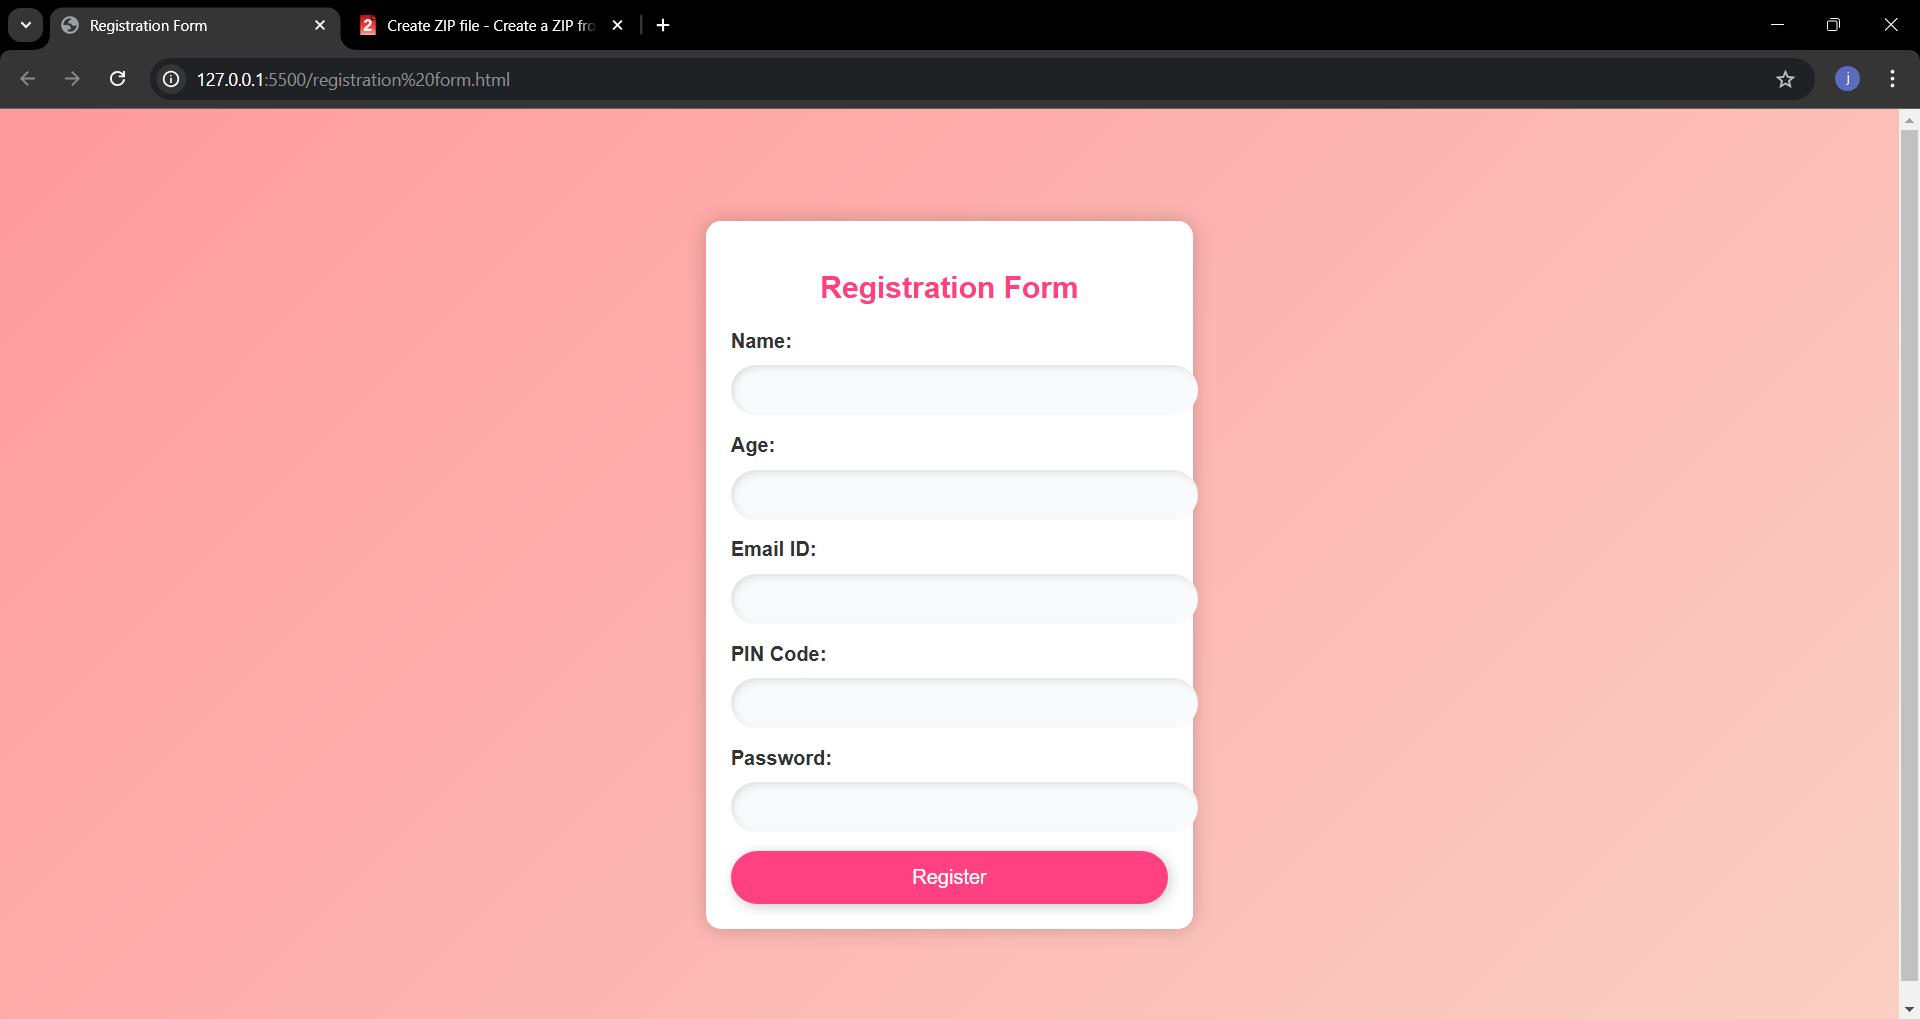 Registration Form
2 Create ZIP file - Create a ZIP fro
127.0.0.1:5500/registration%20form.html
j
Registration Form
Name:
Age:
Email ID:
PIN Code:
Password:
Register